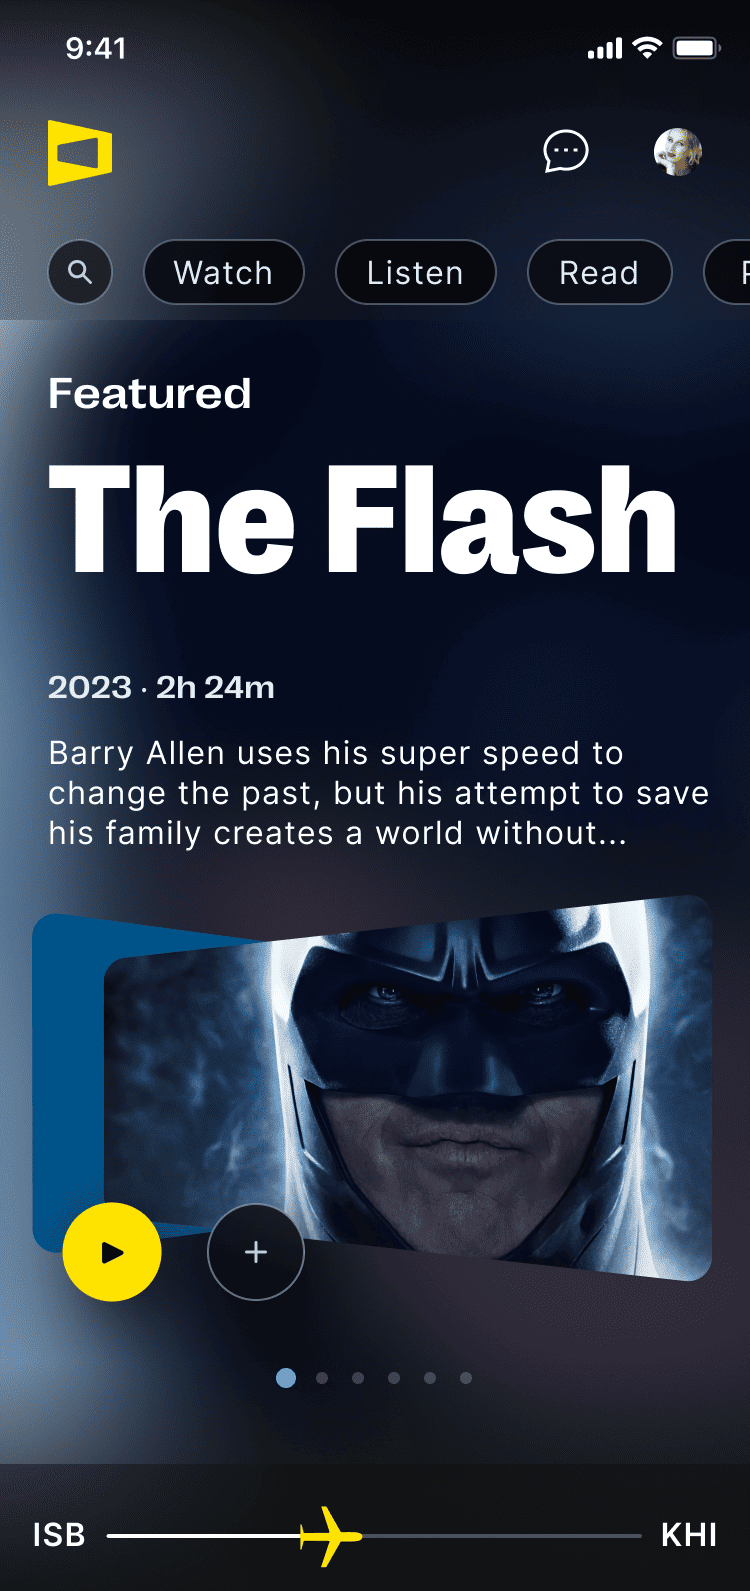 9:41
Watch
Listen
Read
Featured
The Flash
2023 · 2h 24m
Barry Allen uses his super speed to
change the past, but his attempt to save
his family creates a world without...
ISB
KHI